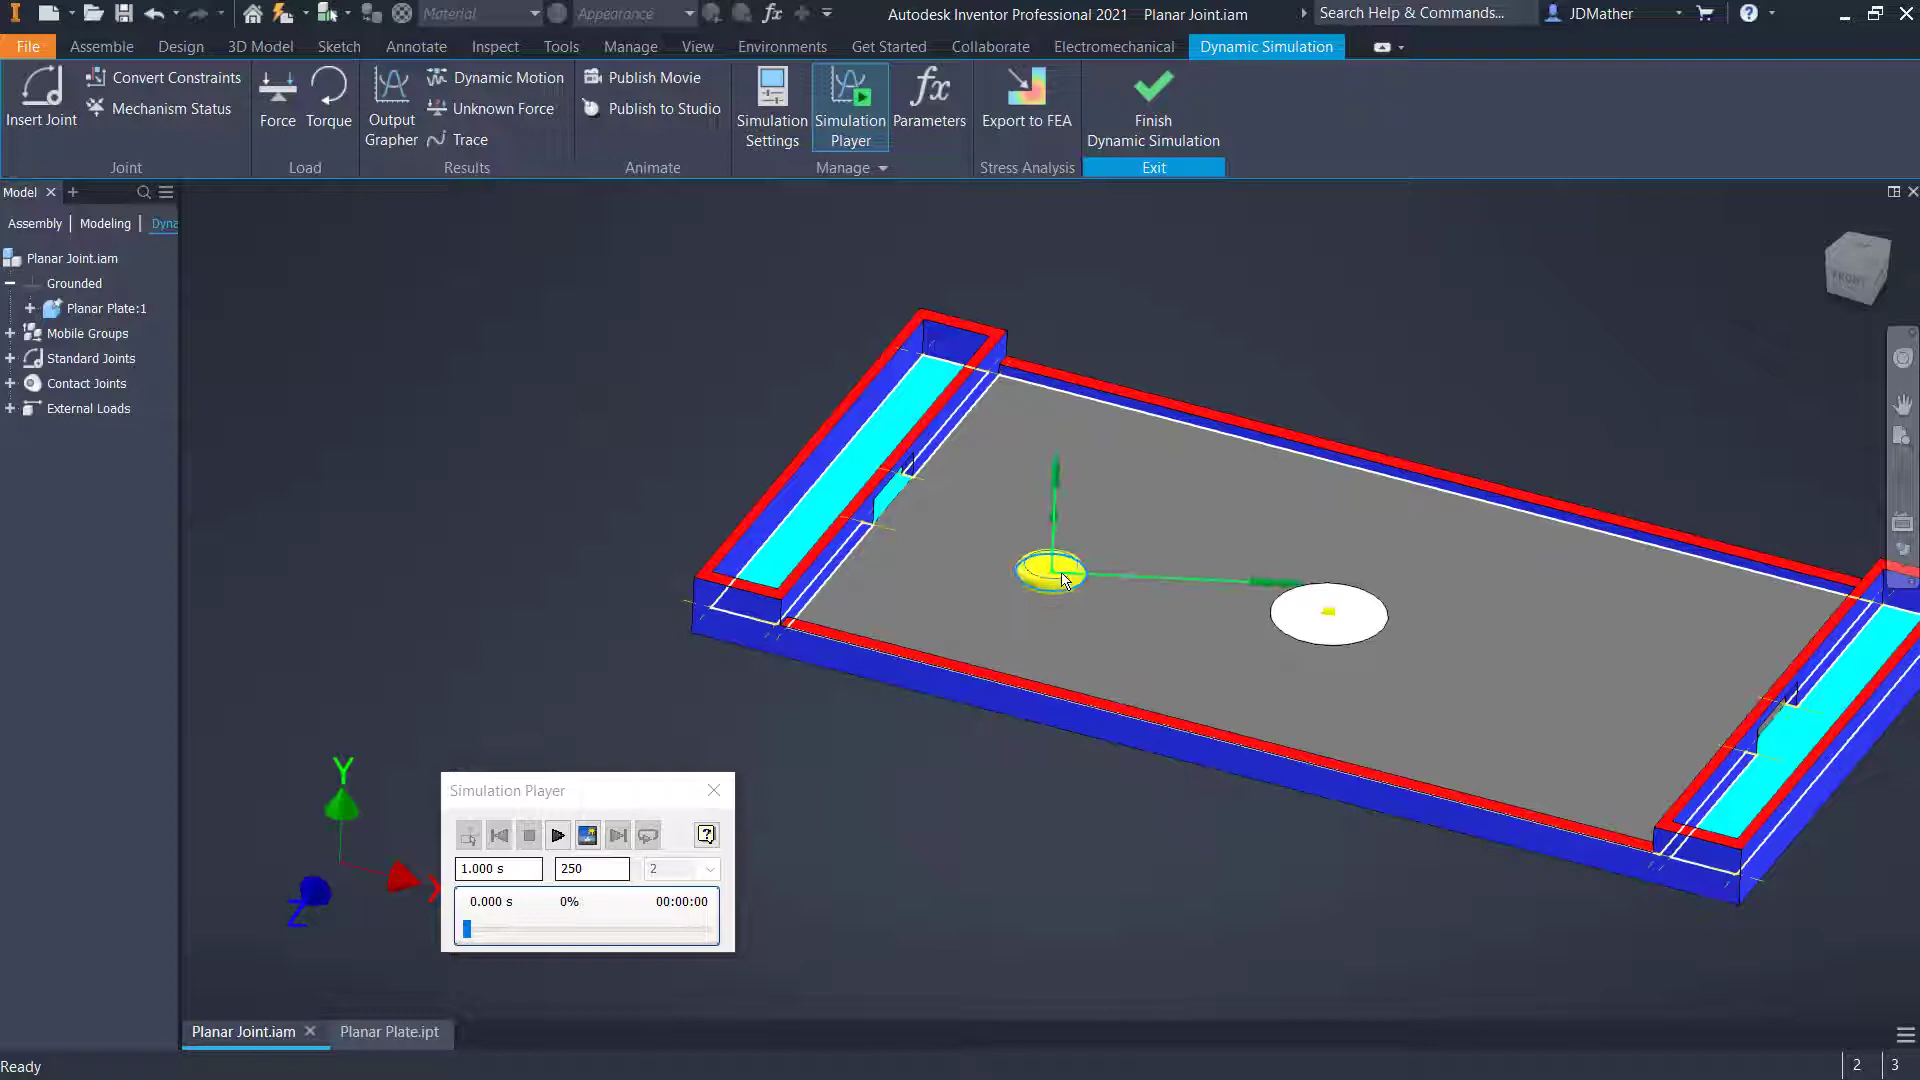 Material
Appearance
fx
Autodesk Inventor Professional 2021 Planar Joint.iam
Search Help & Commands...
JDMather
File Assemble Design 3D Model Sketch Annotate Inspect Tools Manage View Environments Get Started Collaborate Electromechanical Dynamic Simulation
Insert Joint
Convert Constraints
Mechanism Status
Joint
Force
Torque
Load
Output
Grapher
Dynamic Motion
Unknown Force
Trace
Results
Publish Movie
Publish to Studio
Animate
Simulation
Settings
Simulation
Player
fx
Parameters
Manage
Export to FEA
Stress Analysis
Finish
Dynamic Simulation
Exit
Model
Assembly Modeling Dyna
Planar Joint.iam
Grounded
Planar Plate:1
Mobile Groups
Standard Joints
Contact Joints
External Loads
FRONT
Y
X
Z
Simulation Player
1.000 s 250 2
0.000 s 0% 00:00:00
Planar Joint.iam Planar Plate.ipt
Ready
2 3